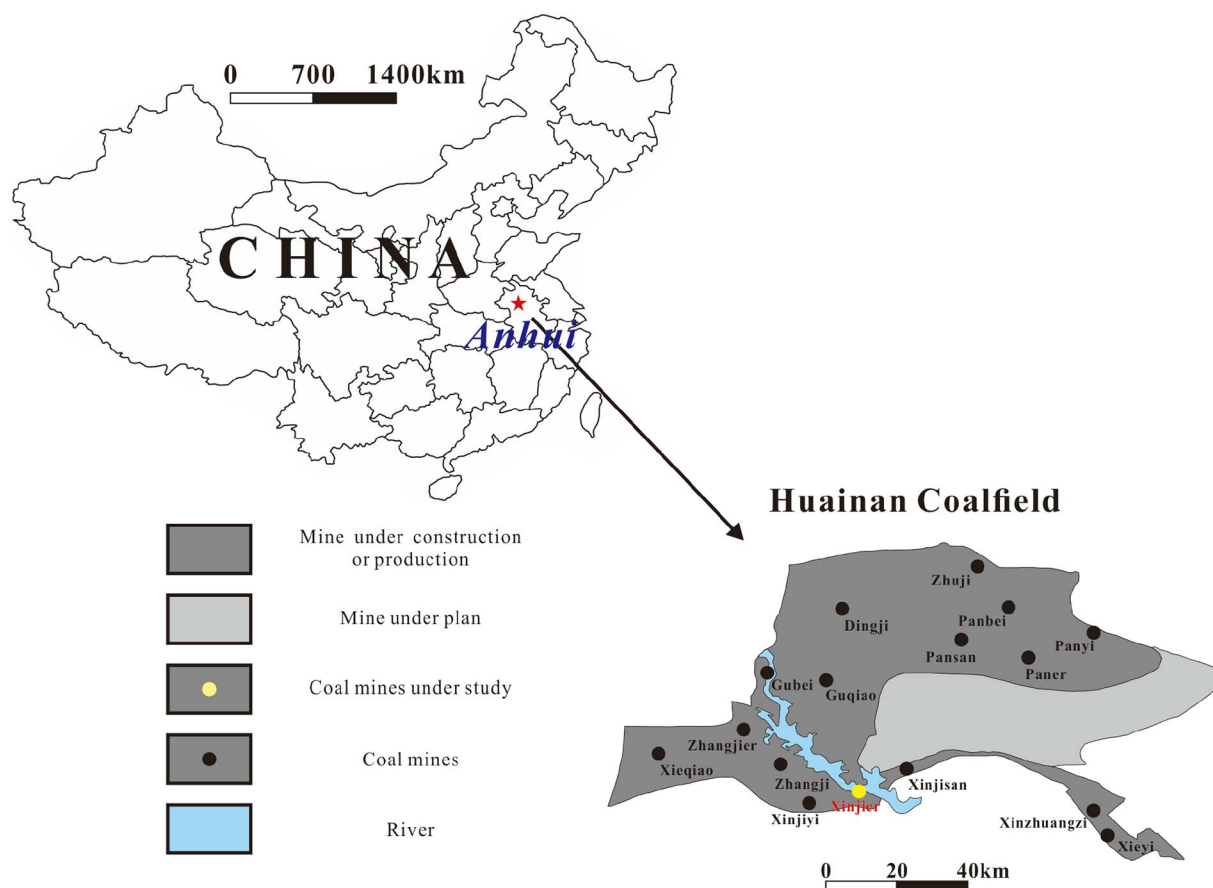 0 700 1400km
CHINA
Anhui
Huainan Coalfield
Mine under construction
or production
Mine under plan
Coal mines under study
Coal mines
River
Zhuji
Dingji
Panbei
Panyi
Pansan
Paner
Gubei
Guqiao
Zhangjier
Xieqiao
Zhangji
Xinjisan
Xinjier
Xinjiyi
Xinzhuangzi
Xieyi
0 20 40km